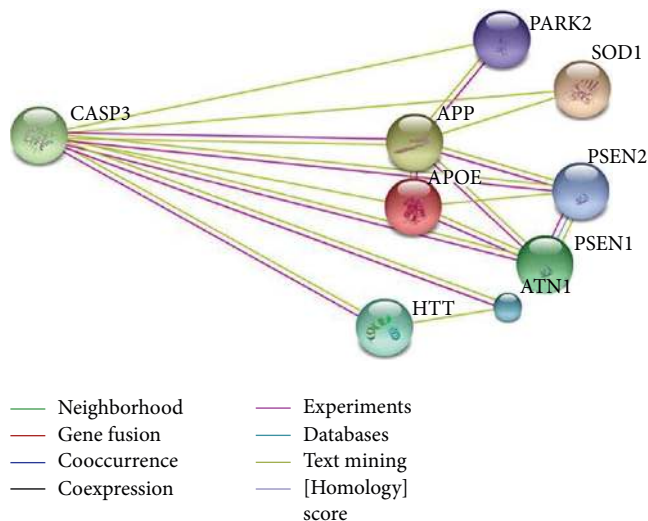 PARK2
SOD1
CASP3
APP
PSEN2
APOE
PSEN1
ATN1
HTT
Neighborhood
Gene fusion
Cooccurrence
Coexpression
Experiments
Databases
Text mining
[Homology]
score